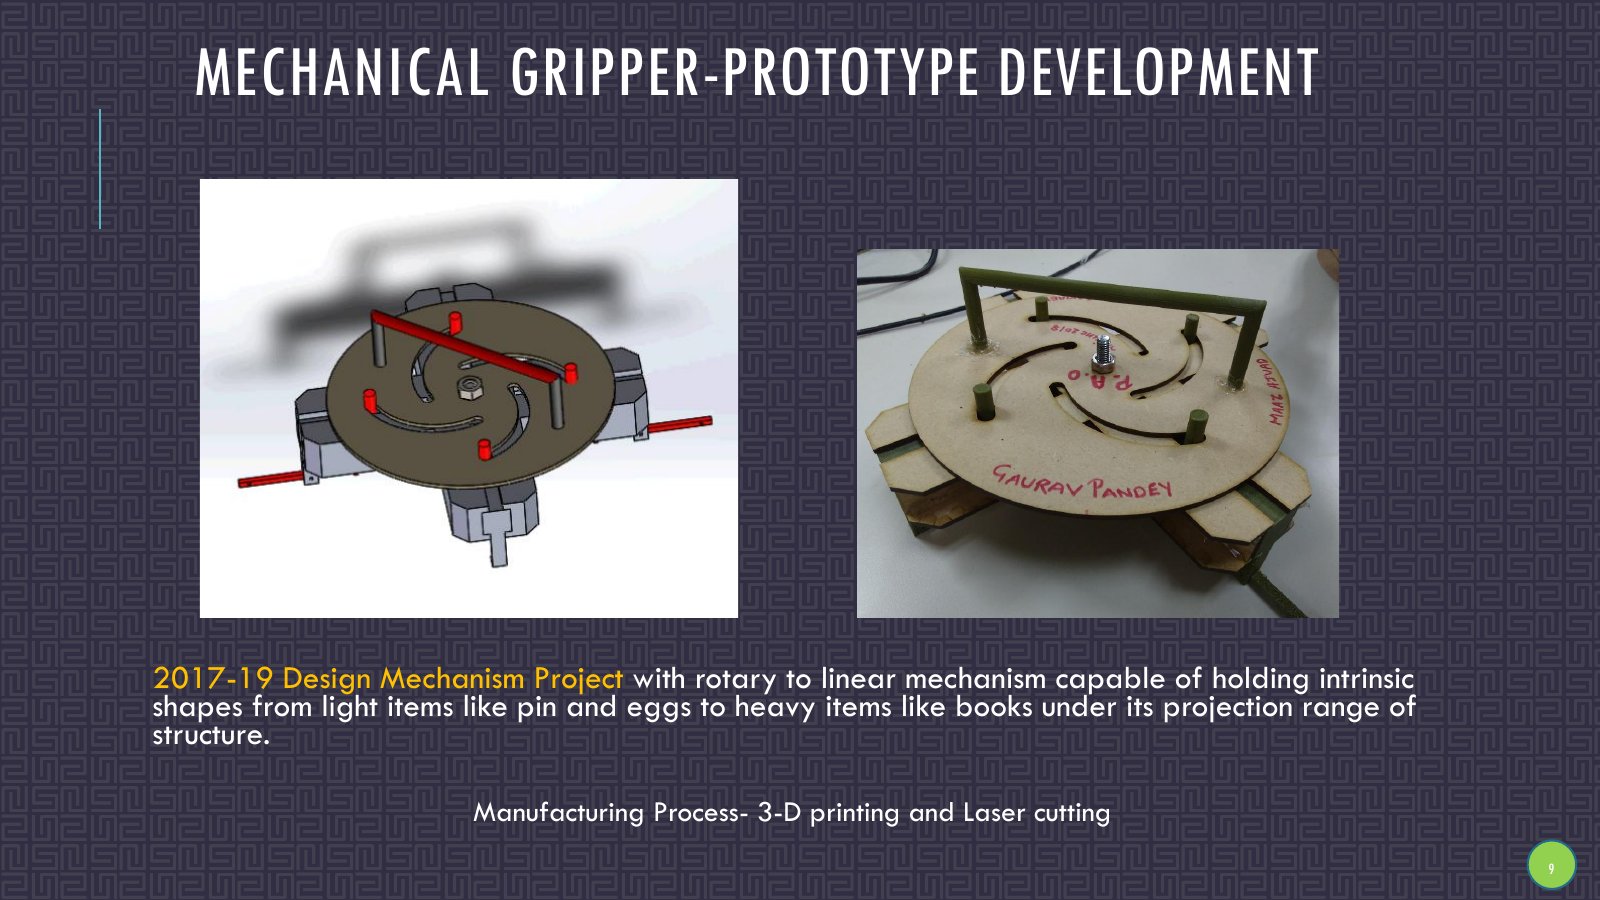 MECHANICAL GRIPPER-PROTOTYPE DEVELOPMENT
P.A.O
GAURAV PANDEY
2017-19 Design Mechanism Project with rotary to linear mechanism capable of holding intrinsic
shapes from light items like pin and eggs to heavy items like books under its projection range of
structure.
Manufacturing Process- 3-D printing and Laser cutting
9